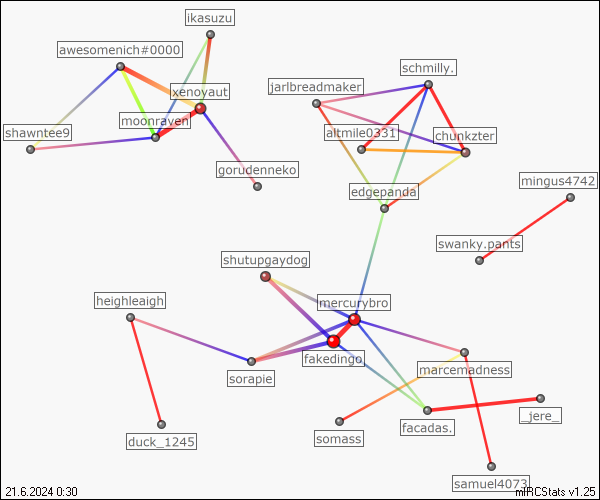 ikasuzu
awesomenich#0000
schmilly.
xenoyaut
jarlbreadmaker
moonraven
shawntee9
altmile0331
chunkzter
gorudenneko
mingus4742
edgepanda
swanky.pants
shutupgaydog
heighleigh
mercurybro
fakedingo
marcemadness
sorapie
_jere_
duck_1245
somass
facadas.
samuel4073
21.6.2024 0:30
mIRCStats v1.25